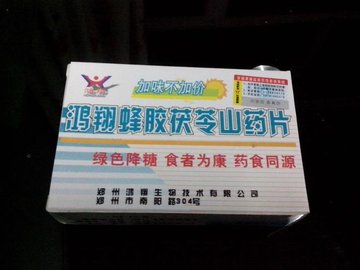 加味不加价
鸿翔蜂胶茯苓山药片
绿色降糖 食者为康 药食同源
郑州鸿翔生物技术有限公司
郑州市南阳路304号